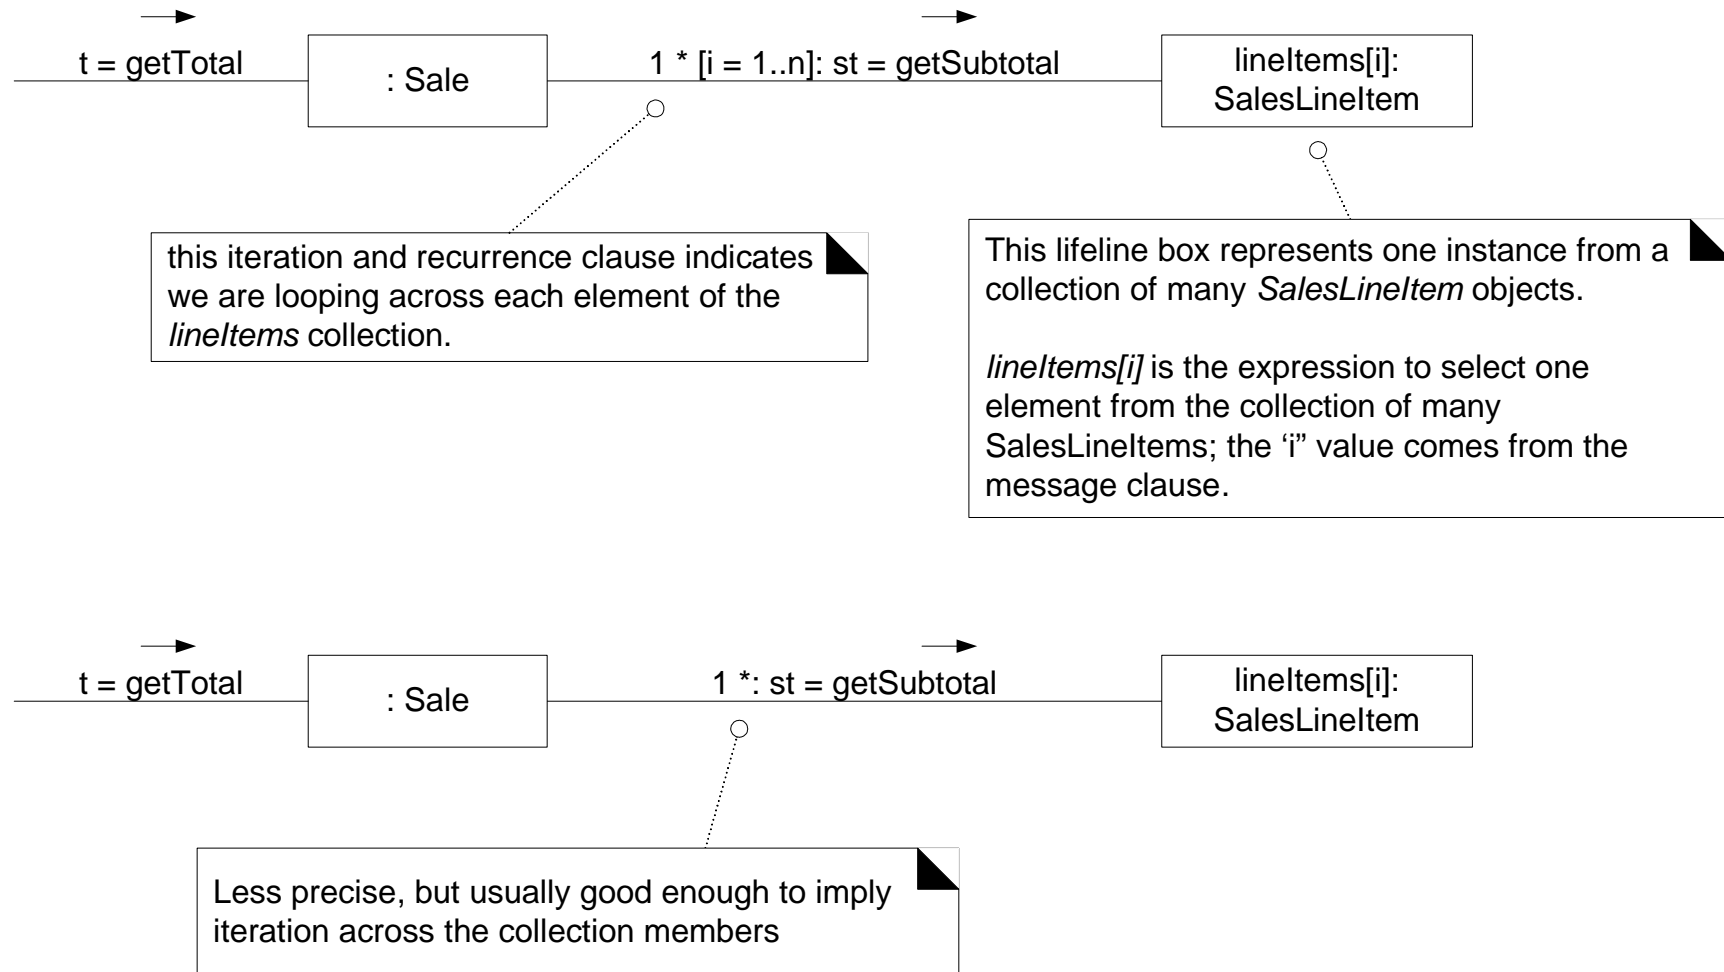 t = getTotal
: Sale
1 * [i = 1..n]: st = getSubtotal
lineItems[i]:
SalesLineItem
this iteration and recurrence clause indicates
we are looping across each element of the
lineItems collection.
This lifeline box represents one instance from a
collection of many SalesLineItem objects.
lineItems[i] is the expression to select one
element from the collection of many
SalesLineItems; the ‘i” value comes from the
message clause.
t = getTotal
: Sale
1 *: st = getSubtotal
lineItems[i]:
SalesLineItem
Less precise, but usually good enough to imply
iteration across the collection members